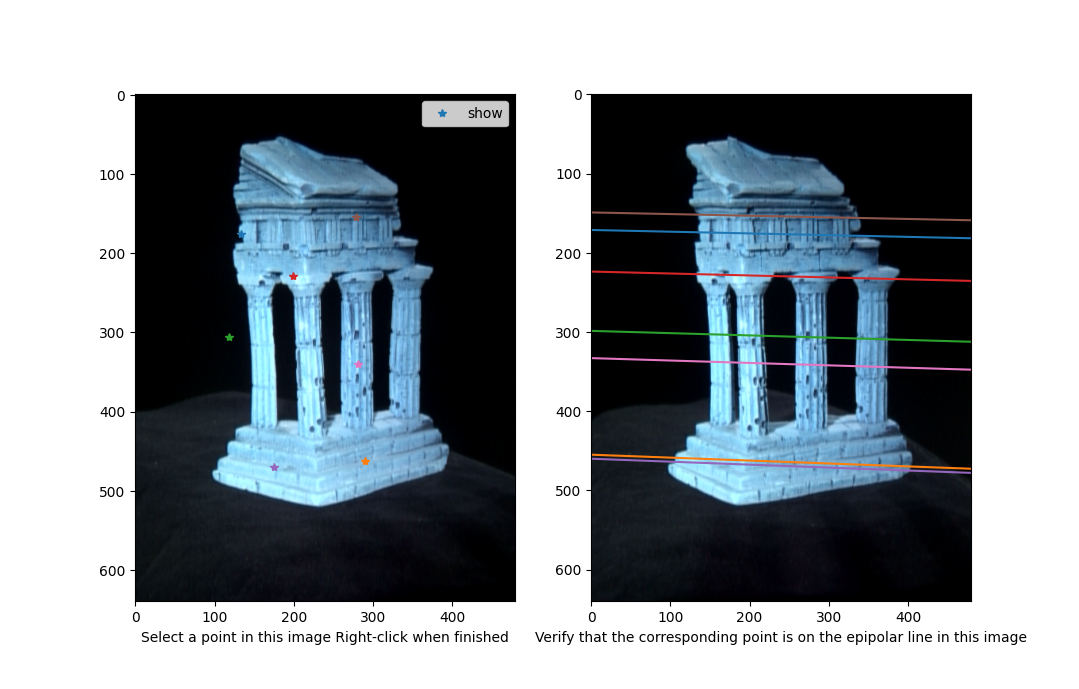 show
0
100
200
300
400
500
600
0 100 200 300 400
Select a point in this image Right-click when finished
0
100
200
300
400
500
600
0 100 200 300 400
Verify that the corresponding point is on the epipolar line in this image